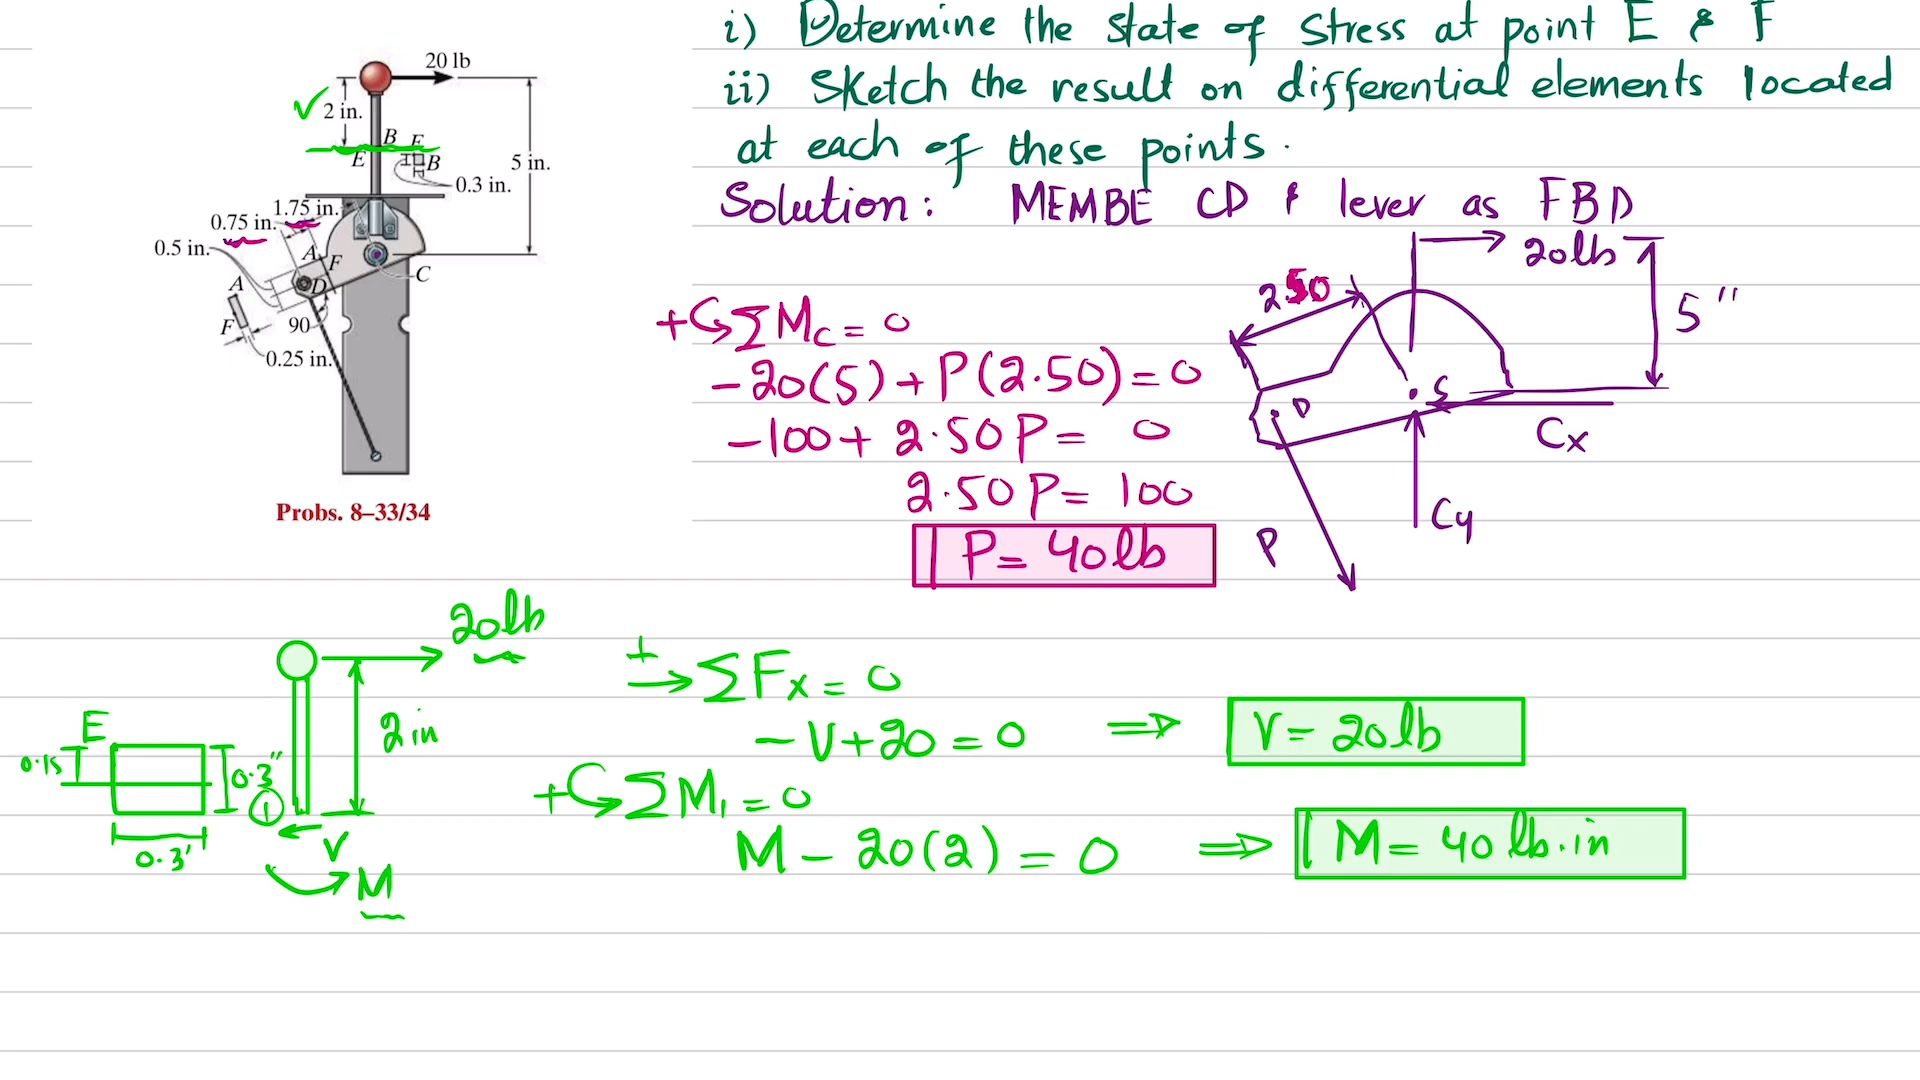 i) Determine the state of stress at point E & F
ii) Sketch the result on differential elements located
at each of these points.
Solution: MEMBE CD & lever as FBD
20 lb
2 in.
B
E
E
B
5 in.
0.3 in.
1.75 in.
0.75 in.
0.5 in.
A
F
D
C
A
F
90
0.25 in.
Probs. 8–33/34
20lb
5"
2.50
D
Cx
Cy
P
+ ΣMc = 0
-20(5) + P(2.50) = 0
-100 + 2.50P = 0
2.50P = 100
P = 40lb
20lb
2 in
E
0.15
0.3"
0.3'
①
V
M
+→ ΣFx = 0
-V + 20 = 0 ⇒ V = 20lb
+ ΣM₁ = 0
M - 20(2) = 0 ⇒ M = 40 lb.in